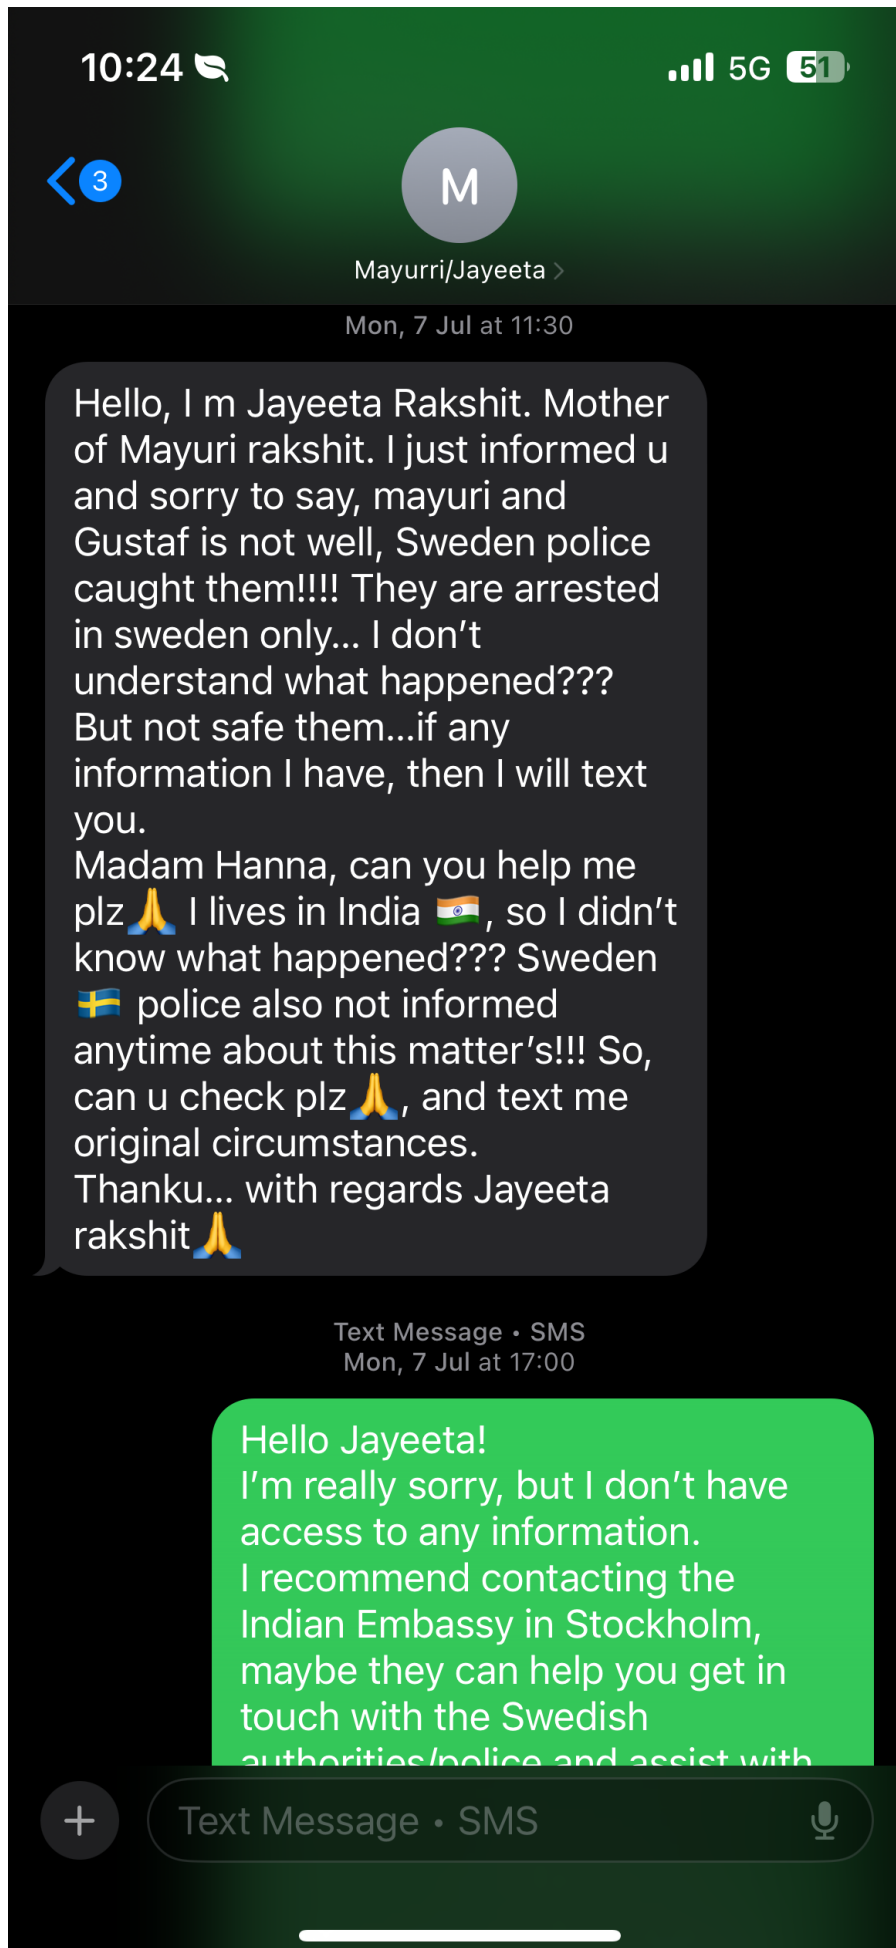 10:24
5G
51
3
M
Mayurri/Jayeeta
Mon, 7 Jul at 11:30
Hello, I m Jayeeta Rakshit. Mother
of Mayuri rakshit. I just informed u
and sorry to say, mayuri and
Gustaf is not well, Sweden police
caught them!!!! They are arrested
in sweden only... I don’t
understand what happened???
But not safe them...if any
information I have, then I will text
you.
Madam Hanna, can you help me
plz🙏 I lives in India 🇮🇳, so I didn’t
know what happened??? Sweden
🇸🇪 police also not informed
anytime about this matter’s!!! So,
can u check plz🙏, and text me
original circumstances.
Thanku... with regards Jayeeta
rakshit🙏
Text Message • SMS
Mon, 7 Jul at 17:00
Hello Jayeeta!
I’m really sorry, but I don’t have
access to any information.
I recommend contacting the
Indian Embassy in Stockholm,
maybe they can help you get in
touch with the Swedish
authorities/police and assist with
Text Message • SMS